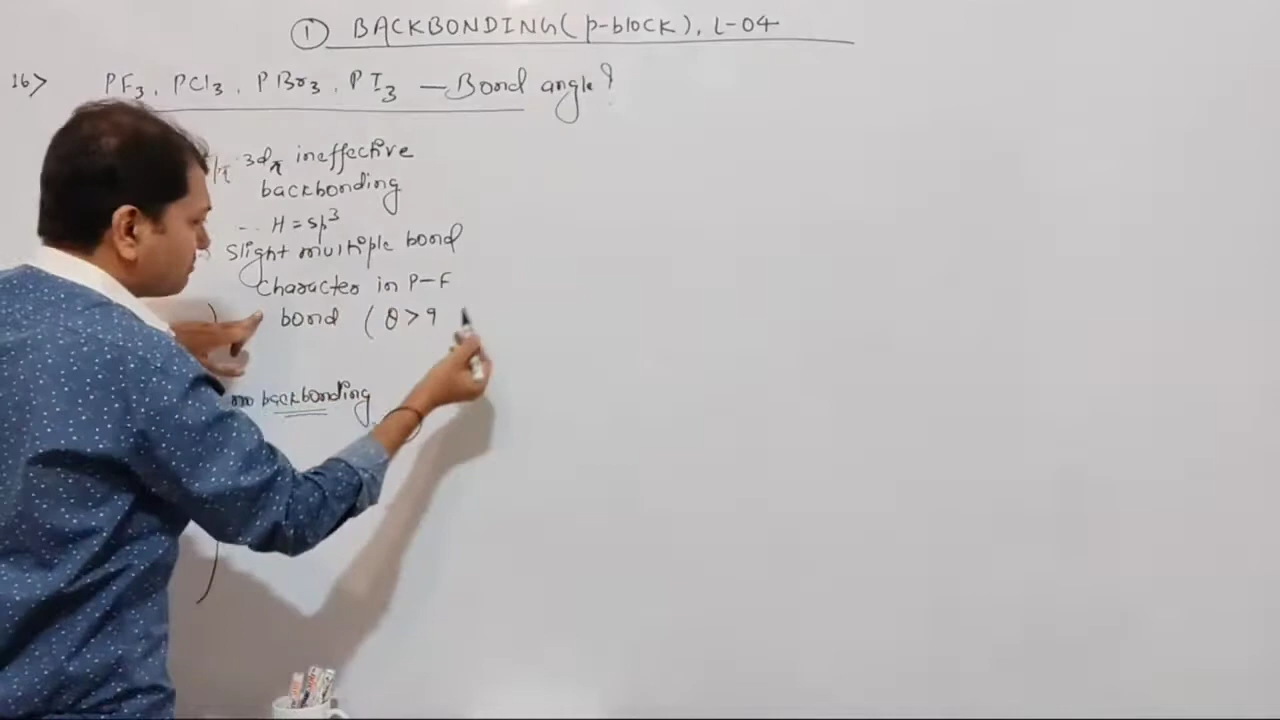 ① BACKBONDING (p-block), L-04
16> PF₃, PCl₃, PBr₃, PI₃ — Bond angle?
3dπ ineffective
backbonding
H = sp³
slight multiple bond
character in P-F
bond (θ > 9
no backbonding